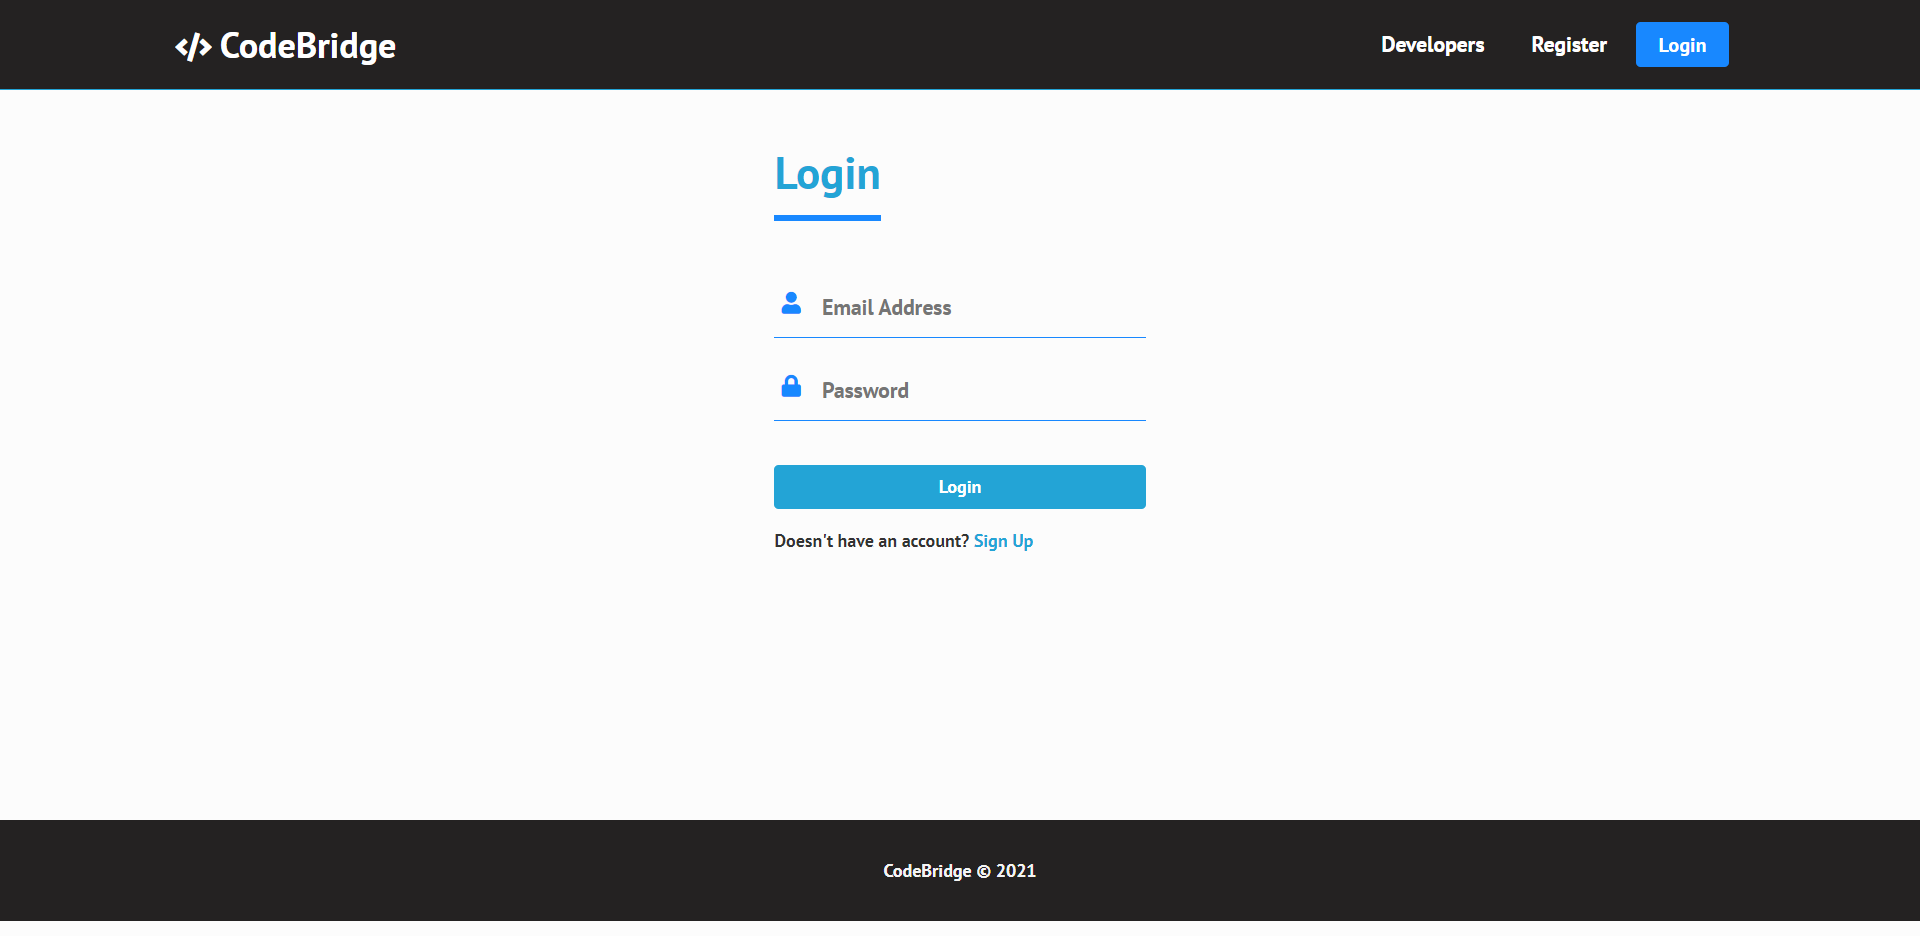 CodeBridge
Developers
Register
Login
Login
Email Address
Password
Login
Doesn't have an account? Sign Up
CodeBridge © 2021